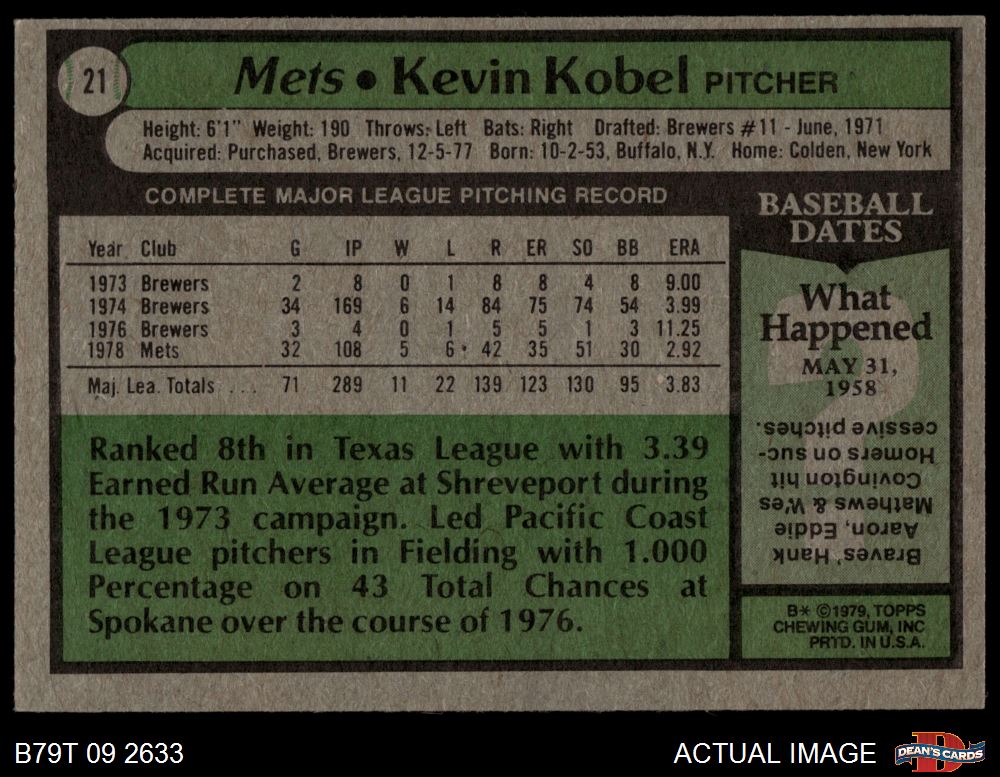 21
Mets • Kevin Kobel PITCHER
Height: 6'1" Weight: 190 Throws: Left Bats: Right Drafted: Brewers #11 - June, 1971
Acquired: Purchased, Brewers, 12-5-77 Born: 10-2-53, Buffalo, N.Y. Home: Colden, New York
COMPLETE MAJOR LEAGUE PITCHING RECORD
Year Club G IP W L R ER SO BB ERA
1973 Brewers 2 8 0 1 8 8 4 8 9.00
1974 Brewers 34 169 6 14 84 75 74 54 3.99
1976 Brewers 3 4 0 1 5 5 1 3 11.25
1978 Mets 32 108 5 6 42 35 51 30 2.92
Maj. Lea. Totals . . . 71 289 11 22 139 123 130 95 3.83
Ranked 8th in Texas League with 3.39
Earned Run Average at Shreveport during
the 1973 campaign. Led Pacific Coast
League pitchers in Fielding with 1.000
Percentage on 43 Total Chances at
Spokane over the course of 1976.
BASEBALL
DATES
What
Happened
MAY 31,
1958
Braves' Hank
Aaron, Eddie
Mathews & Wes
Covington hit
Homers on suc-
cessive pitches.
B* ©1979, TOPPS
CHEWING GUM, INC
PRTD. IN U.S.A.
B79T 09 2633
ACTUAL IMAGE
DEAN'S CARDS